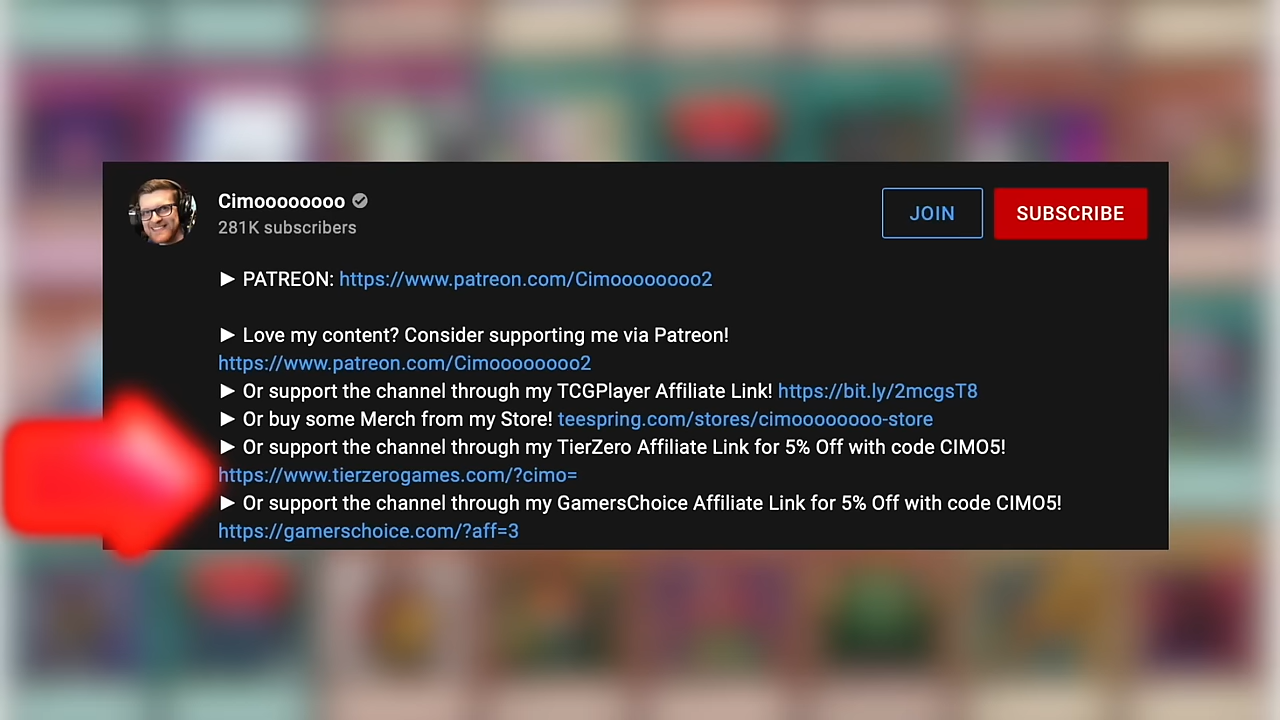 Cimoooooooo
281K subscribers
JOIN
SUBSCRIBE
► PATREON: https://www.patreon.com/Cimoooooooo2
► Love my content? Consider supporting me via Patreon!
https://www.patreon.com/Cimoooooooo2
► Or support the channel through my TCGPlayer Affiliate Link! https://bit.ly/2mcgsT8
► Or buy some Merch from my Store! teespring.com/stores/cimoooooooo-store
► Or support the channel through my TierZero Affiliate Link for 5% Off with code CIMO5!
https://www.tierzerogames.com/?cimo=
► Or support the channel through my GamersChoice Affiliate Link for 5% Off with code CIMO5!
https://gamerschoice.com/?aff=3